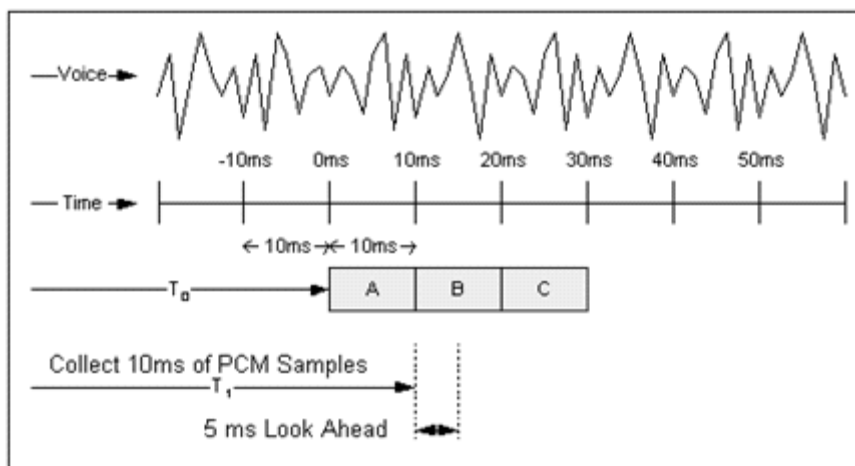 Voice
-10ms 0ms 10ms 20ms 30ms 40ms 50ms
Time
10ms 10ms
T0 A B C
Collect 10ms of PCM Samples
T1
5 ms Look Ahead